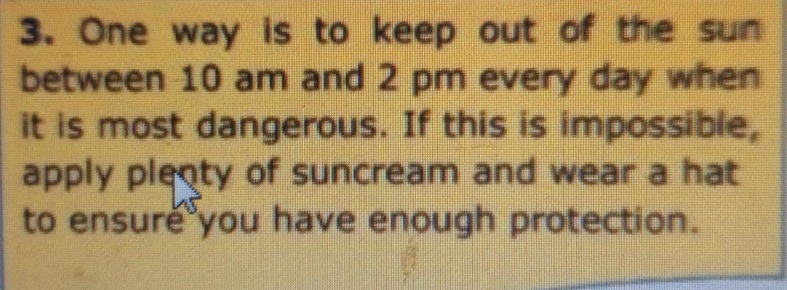 3. One way is to keep out of the sun
between 10 am and 2 pm every day when
it is most dangerous. If this is impossible,
apply plenty of suncream and wear a hat
to ensure you have enough protection.